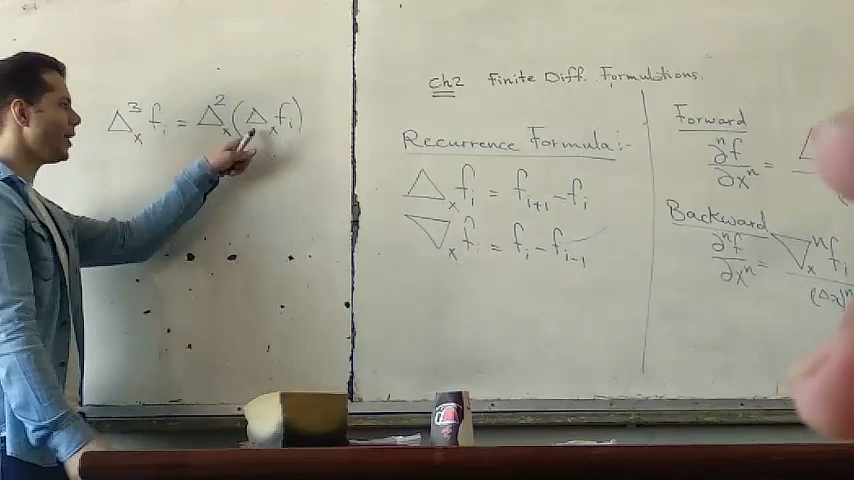 Δ³ₓ fᵢ = Δ²ₓ (Δₓ fᵢ)
Ch2 Finite Diff. Formulations.
Recurrence Formula:-
Δₓ fᵢ = fᵢ₊₁ - fᵢ
∇ₓ fᵢ = fᵢ - fᵢ₋₁
Forward
∂ⁿf/∂xⁿ =
Backward
∂ⁿf/∂xⁿ = ∇ⁿₓ fᵢ/(Δx)ⁿ